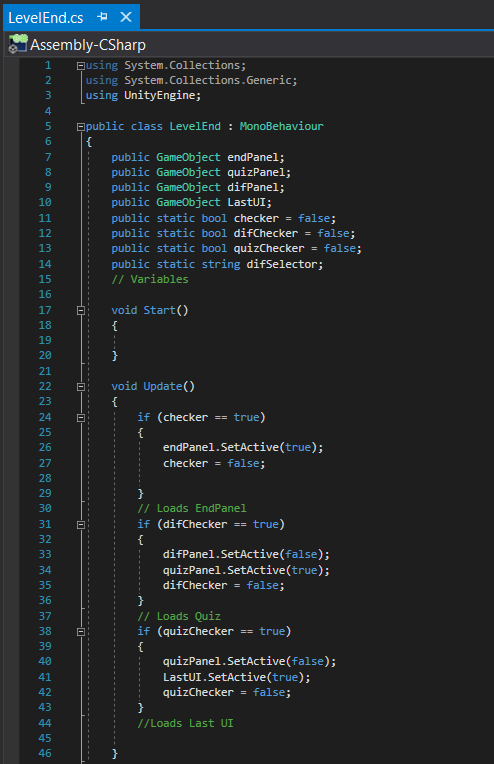 LevelEnd.cs
Assembly-CSharp
1 using System.Collections;
2 using System.Collections.Generic;
3 using UnityEngine;
4
5 public class LevelEnd : MonoBehaviour
6 {
7 public GameObject endPanel;
8 public GameObject quizPanel;
9 public GameObject difPanel;
10 public GameObject LastUI;
11 public static bool checker = false;
12 public static bool difChecker = false;
13 public static bool quizChecker = false;
14 public static string difSelector;
15 // Variables
16
17 void Start()
18 {
19
20 }
21
22 void Update()
23 {
24 if (checker == true)
25 {
26 endPanel.SetActive(true);
27 checker = false;
28
29 }
30 // Loads EndPanel
31 if (difChecker == true)
32 {
33 difPanel.SetActive(false);
34 quizPanel.SetActive(true);
35 difChecker = false;
36 }
37 // Loads Quiz
38 if (quizChecker == true)
39 {
40 quizPanel.SetActive(false);
41 LastUI.SetActive(true);
42 quizChecker = false;
43 }
44 //Loads Last UI
45
46 }